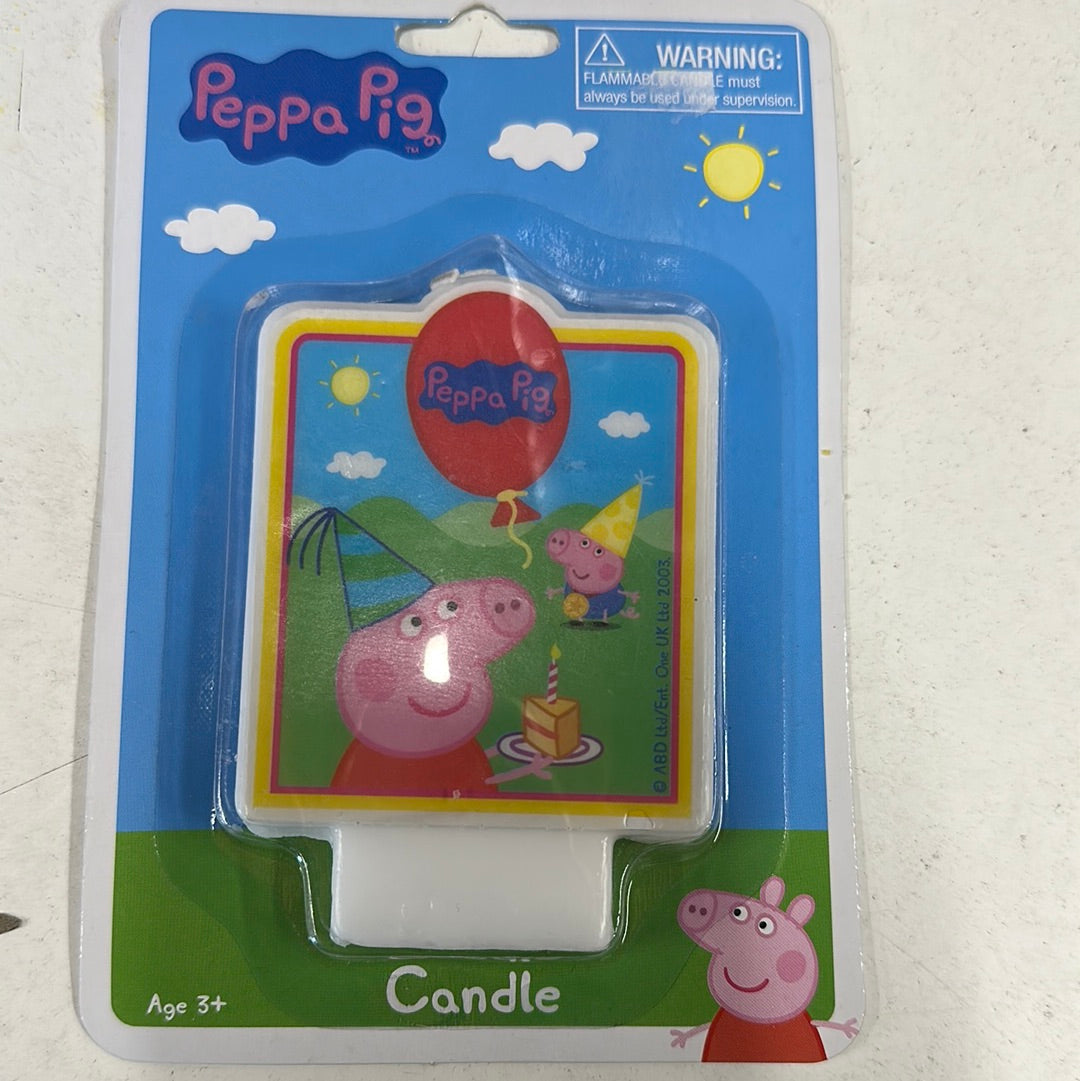 Peppa Pig
TM
WARNING:
FLAMMABLE CANDLE must
always be used under supervision.
Peppa Pig
© ABD Ltd/Ent. One UK Ltd 2003.
Candle
Age 3+